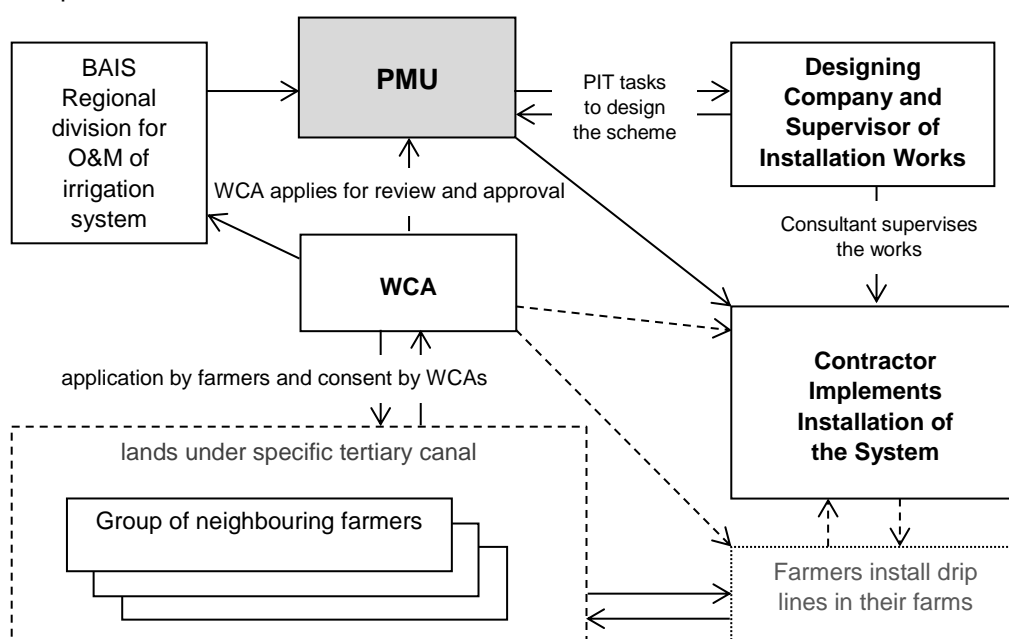 BAIS
Regional
division for
O&M of
irrigation
system
PMU
PIT tasks
to design
the scheme
Designing
Company and
Supervisor of
Installation Works
WCA applies for review and approval
Consultant supervises
the works
WCA
application by farmers and consent by WCAs
Contractor
Implements
Installation of
the System
lands under specific tertiary canal
Group of neighbouring farmers
Farmers install drip
lines in their farms